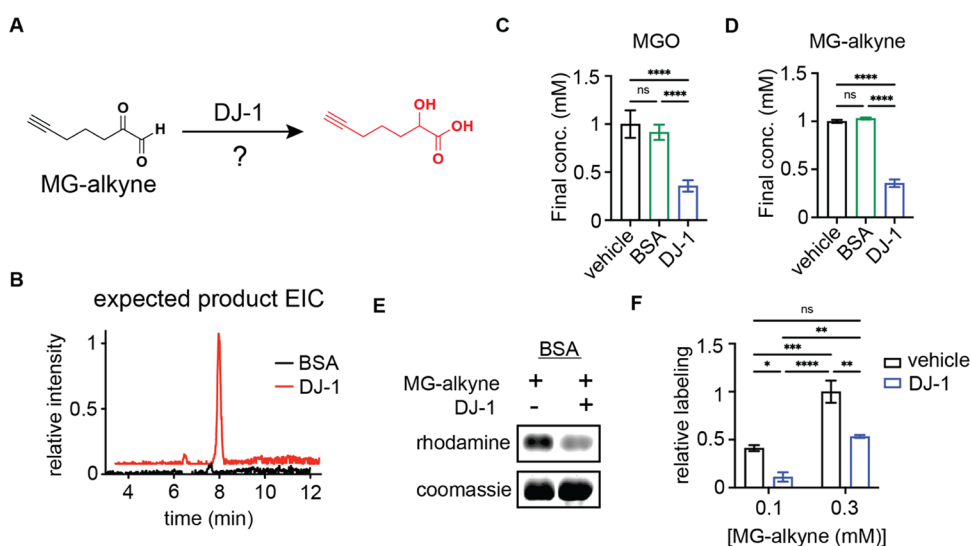 A
DJ-1
?
MG-alkyne
O
H
O
OH
OH
O
B
expected product EIC
relative intensity
1
0.5
0
4 6 8 10 12
time (min)
BSA
DJ-1
C
MGO
Final conc. (mM)
1.5
1
0.5
0
****
ns ****
vehicle BSA DJ-1
D
MG-alkyne
Final conc. (mM)
1.5
1
0.5
0
****
ns ****
vehicle BSA DJ-1
E
BSA
MG-alkyne + +
DJ-1 - +
rhodamine
coomassie
F
relative labeling
1.5
1
0.5
0
ns
**
***
* **** **
vehicle
DJ-1
0.1 0.3
[MG-alkyne (mM)]